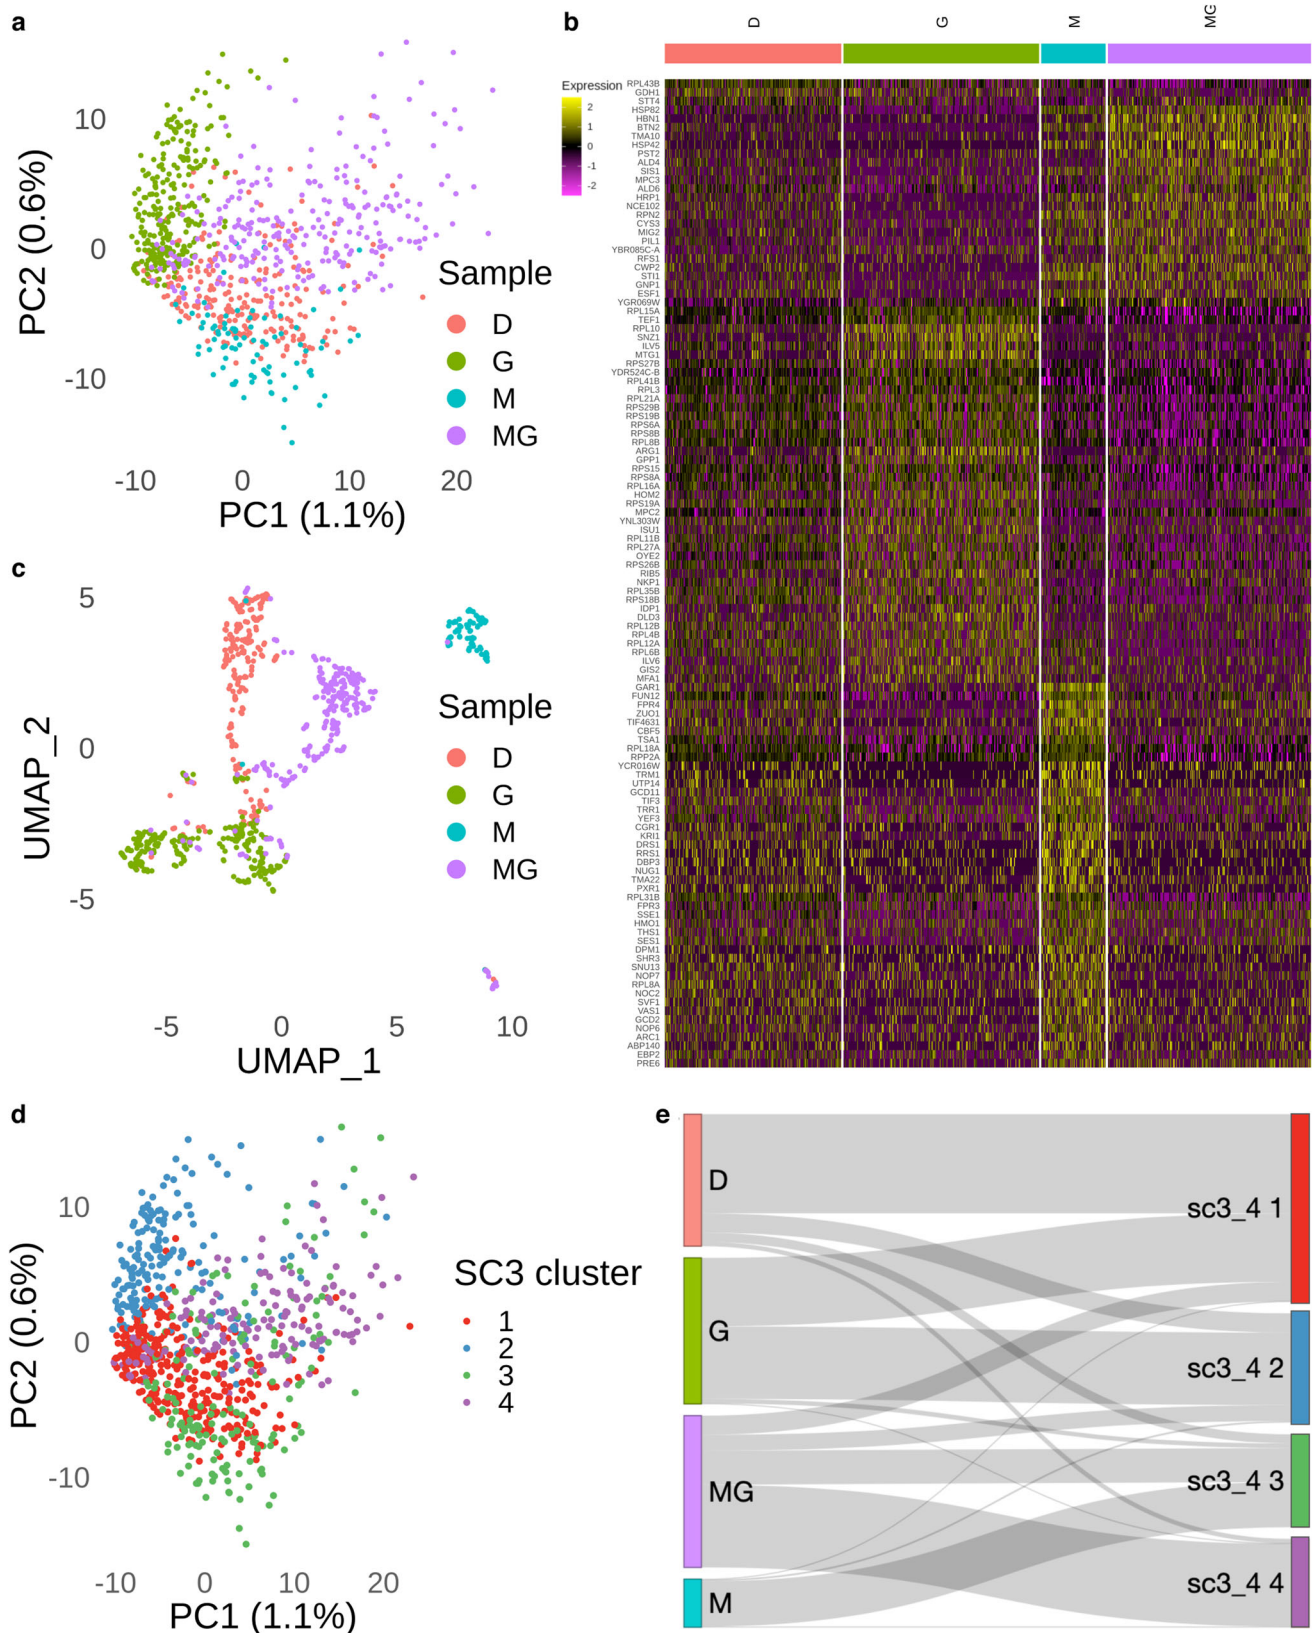 a
10
0
-10
PC2 (0.6%)
-10 0 10 20
PC1 (1.1%)
Sample
D
G
M
MG
b
D G M MG
Expression
2
1
0
-1
-2
RPL43B
GDH1
STT4
HSP82
HBN1
BTN2
TMA10
HSP42
PST2
ALD4
SIS1
MPC3
ALD6
HRP1
NCE102
RPN2
CYS3
MIG2
PIL1
YBR085C-A
RFS1
CWP2
STI1
GNP1
ESF1
YGR069W
RPL15A
TEF1
RPL10
SNZ1
ILV5
MTG1
RPS27B
YDR524C-B
RPL41B
RPL3
RPL21A
RPS29B
RPS19B
RPS6A
RPS8B
RPL8B
ARG1
GPP1
RPS15
RPS8A
RPL16A
HOM2
RPS19A
MPC2
YNL303W
ISU1
RPL11B
RPL27A
OYE2
RPS26B
RIB5
NKP1
RPL35B
RPS18B
IDP1
DLD3
RPL12B
RPL4B
RPL12A
RPL6B
ILV6
GIS2
MFA1
GAR1
FUN12
FPR4
ZUO1
TIF4631
CBF5
TSA1
RPL18A
RPP2A
YCR016W
TRM1
UTP14
GCD11
TIF3
TRR1
YEF3
CGR1
KRI1
DRS1
RRS1
DBP3
NUG1
TMA22
PXR1
RPL31B
FPR3
SSE1
HMO1
THS1
SES1
DPM1
SHR3
SNU13
NOP7
RPL8A
NOC2
SVF1
VAS1
GCD2
NOP6
ARC1
ABP140
EBP2
PRE6
c
5
0
-5
UMAP_2
-5 0 5 10
UMAP_1
Sample
D
G
M
MG
d
10
0
-10
PC2 (0.6%)
-10 0 10 20
PC1 (1.1%)
SC3 cluster
1
2
3
4
e
D
G
MG
M
sc3_4 1
sc3_4 2
sc3_4 3
sc3_4 4